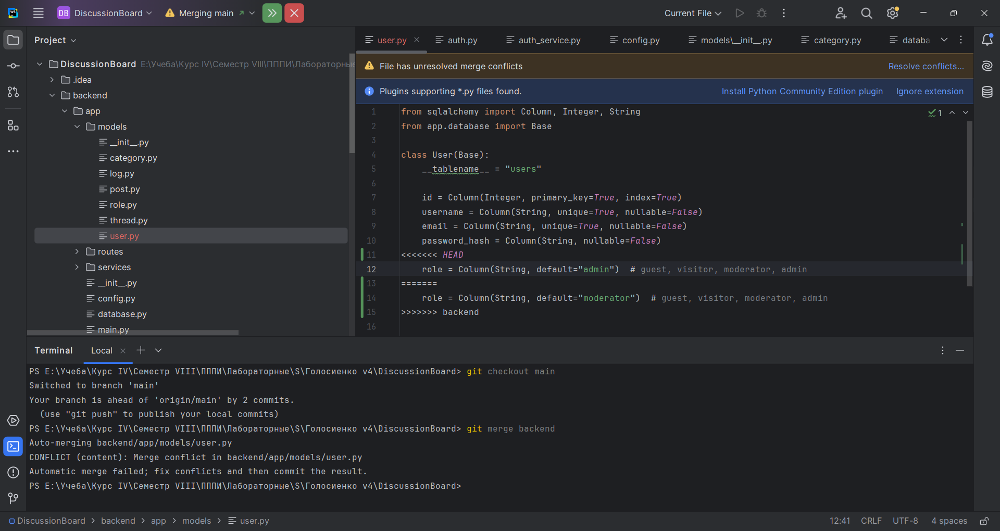 WS
DB DiscussionBoard
Merging main
Current File
Project
user.py
auth.py
auth_service.py
config.py
models\__init__.py
category.py
databa
DiscussionBoard E:\Учеба\Курс IV\Семестр VIII\ПППИ\Лабораторные
.idea
backend
app
models
__init__.py
category.py
log.py
post.py
role.py
thread.py
user.py
routes
services
__init__.py
config.py
database.py
main.py
File has unresolved merge conflicts
Resolve conflicts...
Plugins supporting *.py files found.
Install Python Community Edition plugin
Ignore extension
1 from sqlalchemy import Column, Integer, String
1
2 from app.database import Base
3
4 class User(Base):
5 __tablename__ = "users"
6
7 id = Column(Integer, primary_key=True, index=True)
8 username = Column(String, unique=True, nullable=False)
9 email = Column(String, unique=True, nullable=False)
10 password_hash = Column(String, nullable=False)
11 <<<<<<< HEAD
12 role = Column(String, default="admin")  # guest, visitor, moderator, admin
13 =======
14 role = Column(String, default="moderator")  # guest, visitor, moderator, admin
15 >>>>>>> backend
16
Terminal
Local
PS E:\Учеба\Курс IV\Семестр VIII\ПППИ\Лабораторные\S\Голосиенко v4\DiscussionBoard> git checkout main
Switched to branch 'main'
Your branch is ahead of 'origin/main' by 2 commits.
(use "git push" to publish your local commits)
PS E:\Учеба\Курс IV\Семестр VIII\ПППИ\Лабораторные\S\Голосиенко v4\DiscussionBoard> git merge backend
Auto-merging backend/app/models/user.py
CONFLICT (content): Merge conflict in backend/app/models/user.py
Automatic merge failed; fix conflicts and then commit the result.
PS E:\Учеба\Курс IV\Семестр VIII\ПППИ\Лабораторные\S\Голосиенко v4\DiscussionBoard>
DiscussionBoard > backend > app > models > user.py
12:41
CRLF
UTF-8
4 spaces